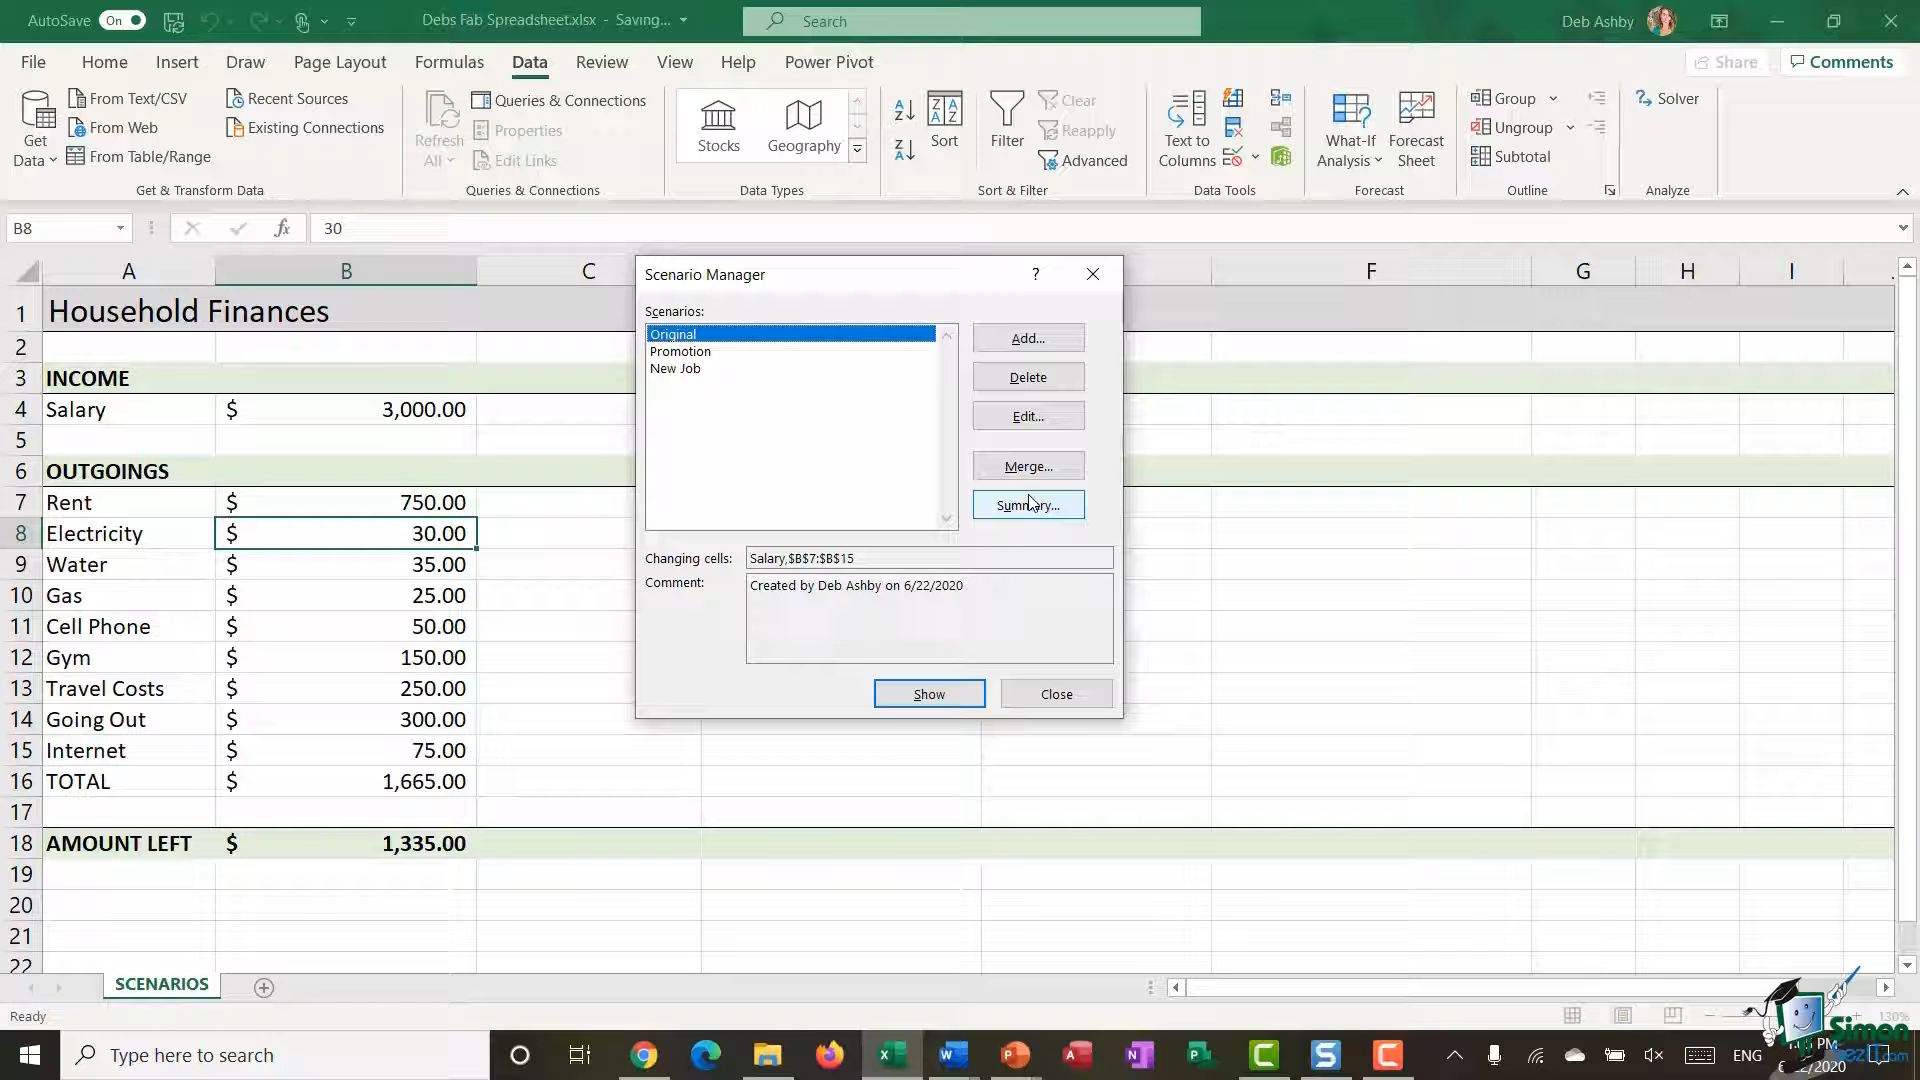 AutoSave On Debs Fab Spreadsheet.xlsx - Saving... Search Deb Ashby
File Home Insert Draw Page Layout Formulas Data Review View Help Power Pivot Share Comments
Get Data
From Text/CSV
From Web
From Table/Range
Recent Sources
Existing Connections
Get & Transform Data
Refresh All
Queries & Connections
Properties
Edit Links
Queries & Connections
Stocks
Geography
Data Types
Sort
Filter
Clear
Reapply
Advanced
Sort & Filter
Text to Columns
Data Tools
What-If Analysis
Forecast Sheet
Forecast
Group
Ungroup
Subtotal
Outline
Solver
Analyze
B8 fx 30
A B C F G H I
1 Household Finances
2
3 INCOME
4 Salary $ 3,000.00
5
6 OUTGOINGS
7 Rent $ 750.00
8 Electricity $ 30.00
9 Water $ 35.00
10 Gas $ 25.00
11 Cell Phone $ 50.00
12 Gym $ 150.00
13 Travel Costs $ 250.00
14 Going Out $ 300.00
15 Internet $ 75.00
16 TOTAL $ 1,665.00
17
18 AMOUNT LEFT $ 1,335.00
19
20
21
22
Scenario Manager ?
Scenarios:
Original
Promotion
New Job
Add...
Delete
Edit...
Merge...
Summary...
Changing cells: Salary,$B$7:$B$15
Comment: Created by Deb Ashby on 6/22/2020
Show Close
SCENARIOS
Ready 130%
Type here to search ENG
Simon